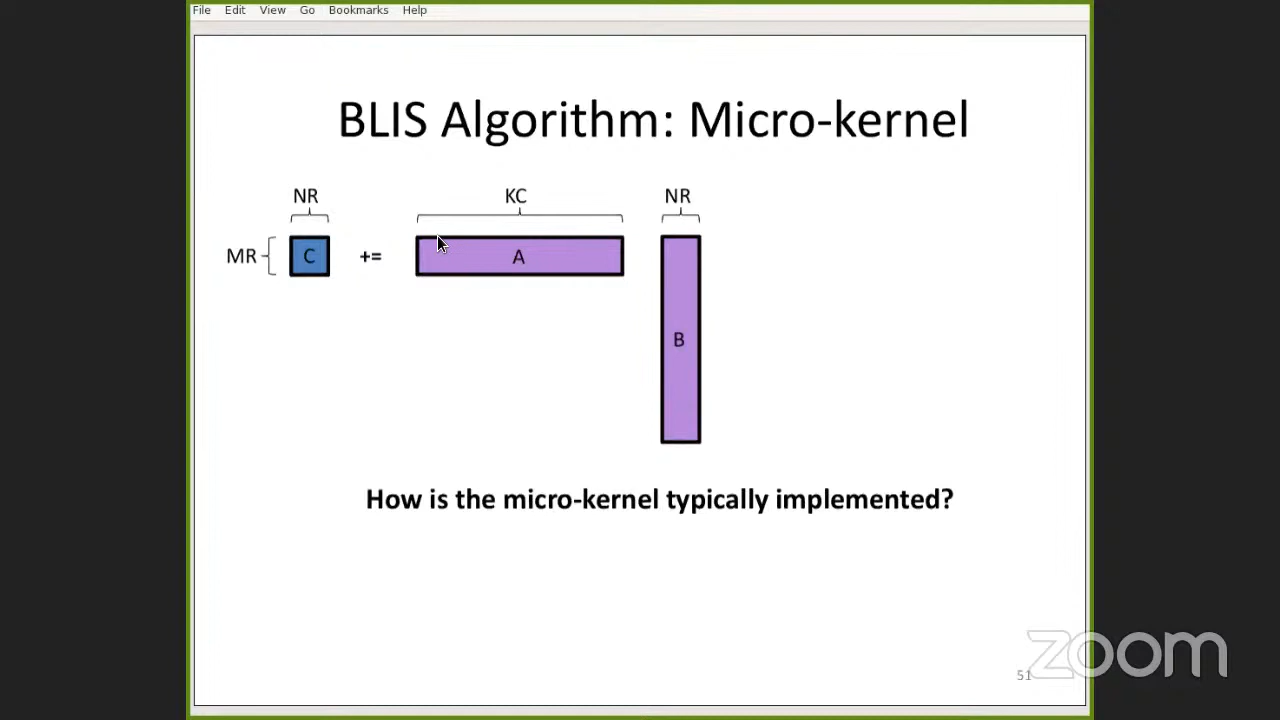 File Edit View Go Bookmarks Help
BLIS Algorithm: Micro-kernel
NR KC NR
MR C += A
B
How is the micro-kernel typically implemented?
51
zoom